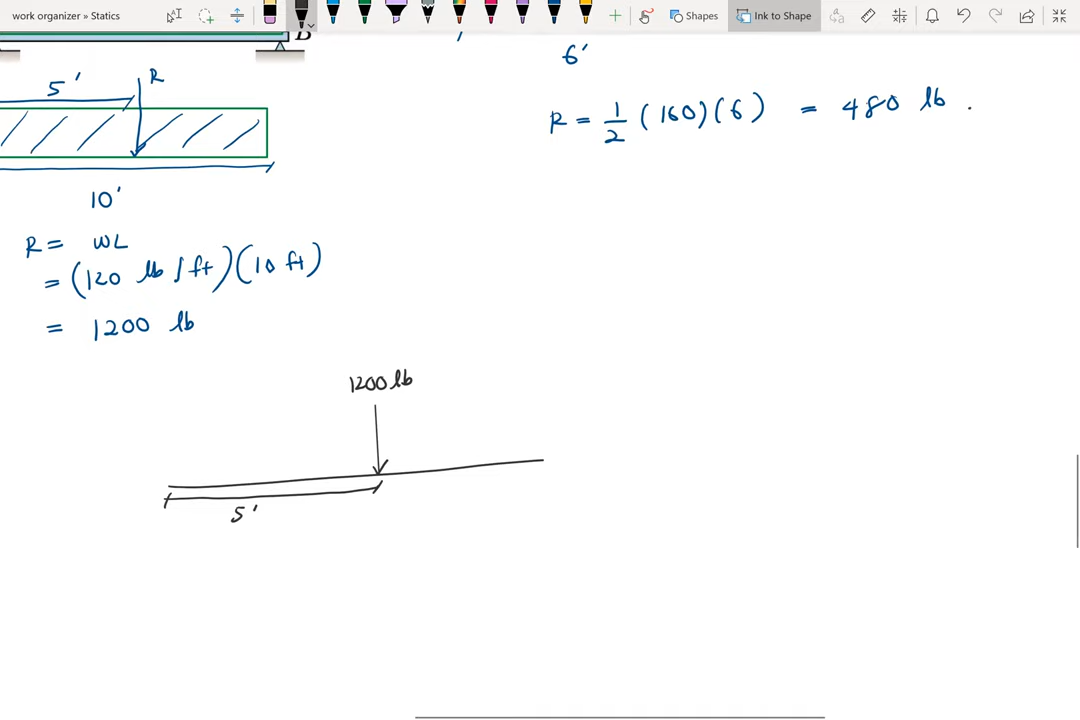 work organizer » Statics
Shapes
Ink to Shape
B
5'
R
6'
R = 1/2 (160)(6) = 480 lb .
10'
R = WL
= (120 lb/ft)(10 ft)
= 1200 lb
1200 lb
5'